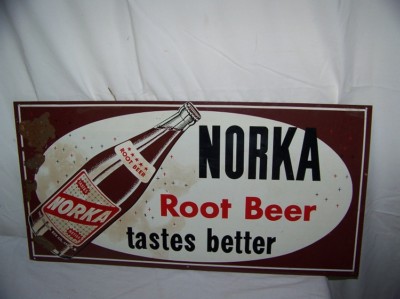 NORKA
Root Beer
tastes better
ROOT BEER
NORKA